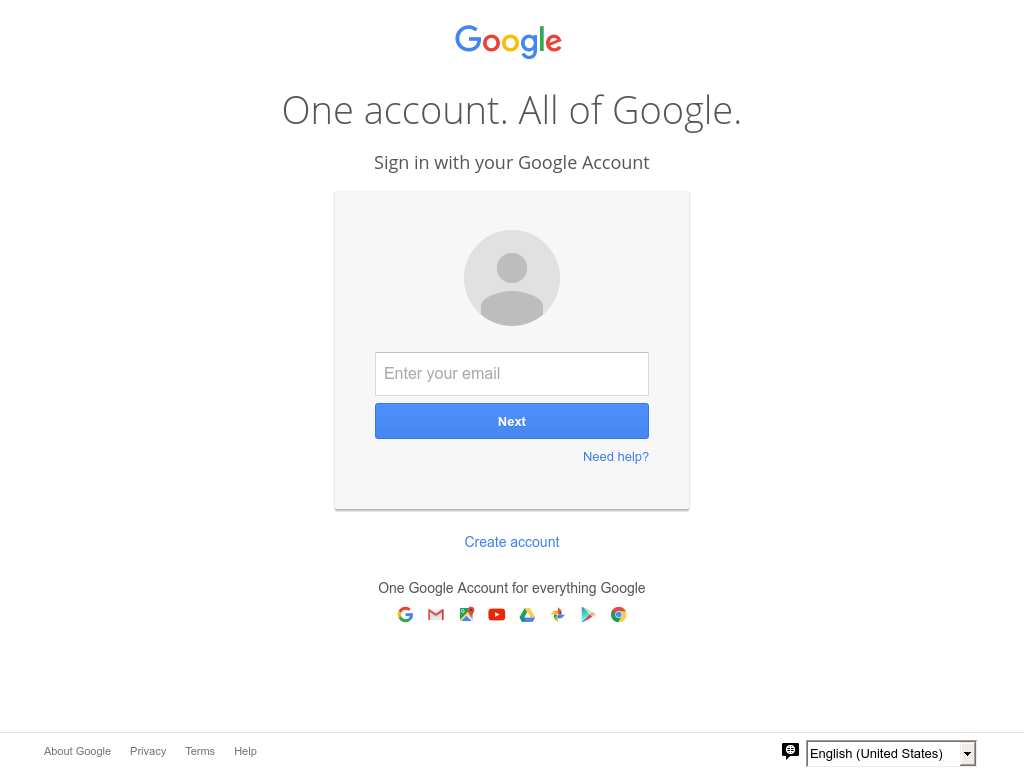 Google
One account. All of Google.
Sign in with your Google Account
Enter your email
Next
Need help?
Create account
One Google Account for everything Google
About Google Privacy Terms Help English (United States)